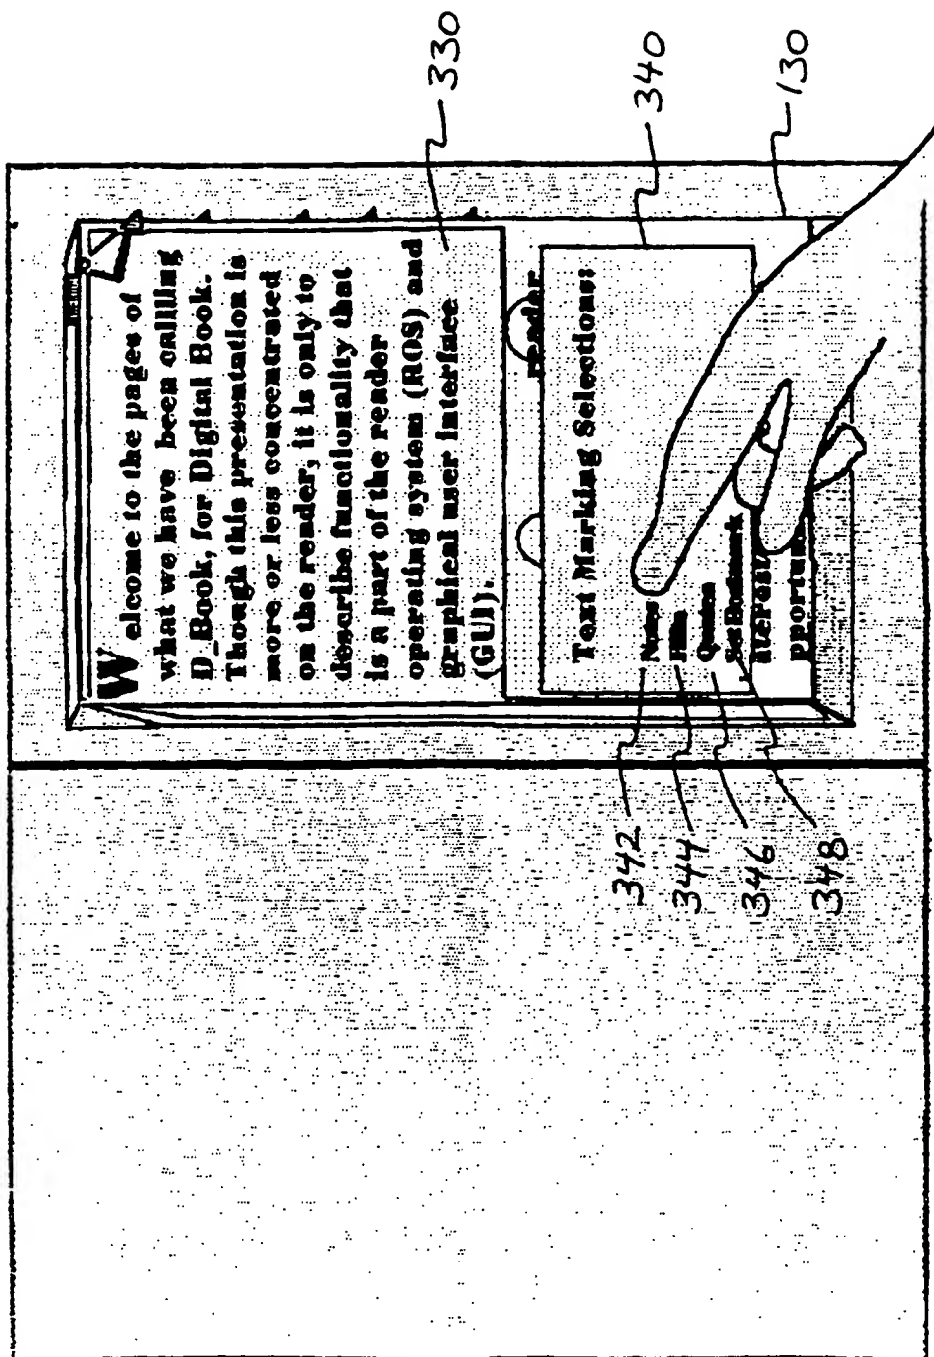 Welcome to the pages of
what we have been callling
D_Book, for Digital Book.
Though this presentation is
more or less concentrated
on the reader, it is only to
describe functionality that
is a part of the reader
operating system (ROS) and
graphical user interface
(GUI).
reader
Text Marking Selections:
Notes
Quotes
Set Bookmark
330
340
130
342
344
346
348